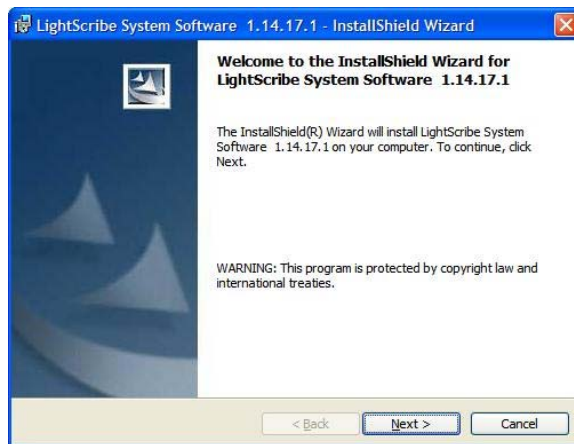 LightScribe System Software 1.14.17.1 - InstallShield Wizard
Welcome to the InstallShield Wizard for
LightScribe System Software 1.14.17.1
The InstallShield(R) Wizard will install LightScribe System
Software 1.14.17.1 on your computer. To continue, click
Next.
WARNING: This program is protected by copyright law and
international treaties.
< Back
Next >
Cancel